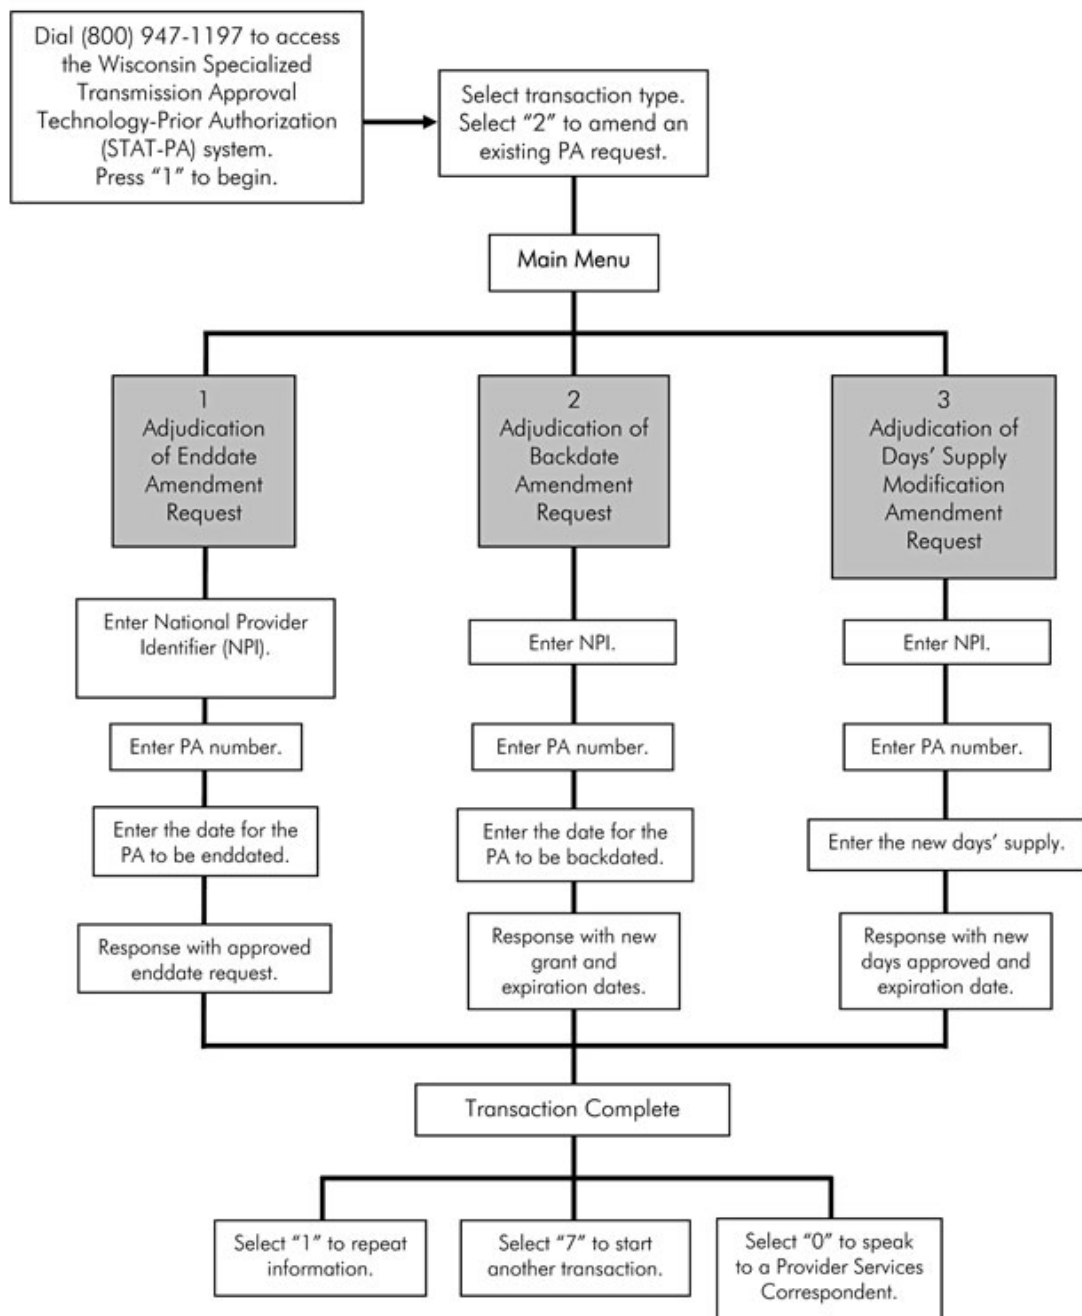 Dial (800) 947-1197 to access
the Wisconsin Specialized
Transmission Approval
Technology-Prior Authorization
(STAT-PA) system.
Press “1” to begin.
Select transaction type.
Select “2” to amend an
existing PA request.
Main Menu
1
Adjudication
of Enddate
Amendment
Request
Enter National Provider
Identifier (NPI).
Enter PA number.
Enter the date for the
PA to be enddated.
Response with approved
enddate request.
2
Adjudication of
Backdate
Amendment
Request
Enter NPI.
Enter PA number.
Enter the date for the
PA to be backdated.
Response with new
grant and
expiration dates.
3
Adjudication of
Days’ Supply
Modification
Amendment
Request
Enter NPI.
Enter PA number.
Enter the new days’ supply.
Response with new
days approved and
expiration date.
Transaction Complete
Select “1” to repeat
information.
Select “7” to start
another transaction.
Select “0” to speak
to a Provider Services
Correspondent.